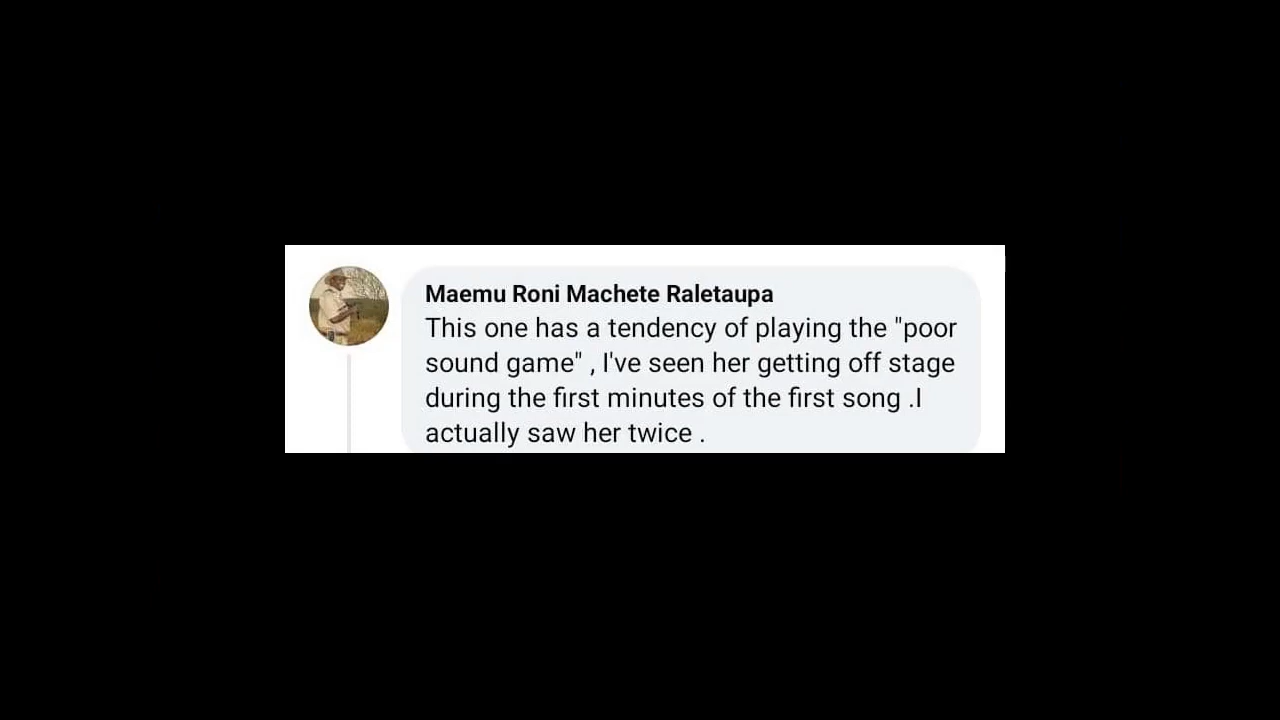 Maemu Roni Machete Raletaupa
This one has a tendency of playing the "poor
sound game" , I've seen her getting off stage
during the first minutes of the first song .I
actually saw her twice .